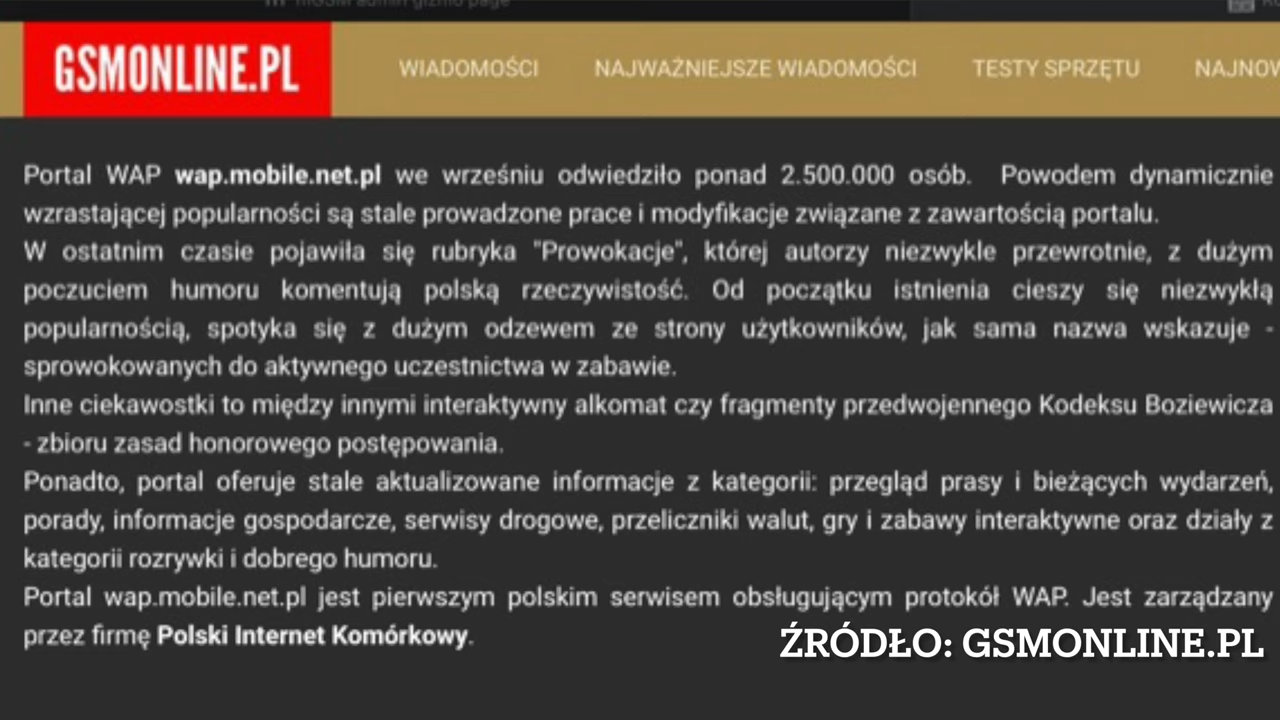 mGSM admin gizmo page
GSMONLINE.PL
WIADOMOŚCI NAJWAŻNIEJSZE WIADOMOŚCI TESTY SPRZĘTU NAJNOW
Portal WAP wap.mobile.net.pl we wrześniu odwiedziło ponad 2.500.000 osób. Powodem dynamicznie
wzrastającej popularności są stale prowadzone prace i modyfikacje związane z zawartością portalu.
W ostatnim czasie pojawiła się rubryka "Prowokacje", której autorzy niezwykle przewrotnie, z dużym
poczuciem humoru komentują polską rzeczywistość. Od początku istnienia cieszy się niezwykłą
popularnością, spotyka się z dużym odzewem ze strony użytkowników, jak sama nazwa wskazuje -
sprowokowanych do aktywnego uczestnictwa w zabawie.
Inne ciekawostki to między innymi interaktywny alkomat czy fragmenty przedwojennego Kodeksu Boziewicza
- zbioru zasad honorowego postępowania.
Ponadto, portal oferuje stale aktualizowane informacje z kategorii: przegląd prasy i bieżących wydarzeń,
porady, informacje gospodarcze, serwisy drogowe, przeliczniki walut, gry i zabawy interaktywne oraz działy z
kategorii rozrywki i dobrego humoru.
Portal wap.mobile.net.pl jest pierwszym polskim serwisem obsługującym protokół WAP. Jest zarządzany
przez firmę Polski Internet Komórkowy.
ŹRÓDŁO: GSMONLINE.PL